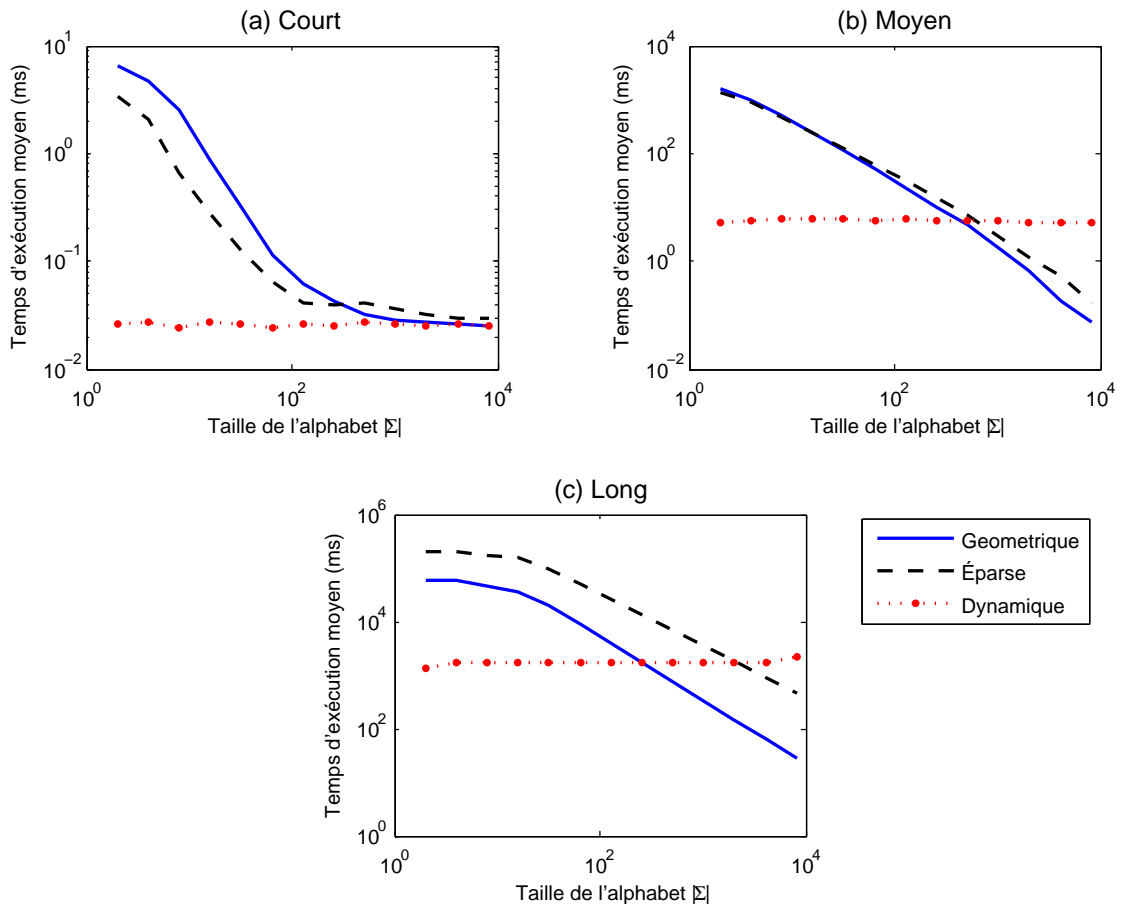 (a) Court
Temps d'exécution moyen (ms)
10^1
10^0
10^−1
10^−2
10^0
10^2
10^4
Taille de l'alphabet |Σ|
(b) Moyen
Temps d'exécution moyen (ms)
10^4
10^2
10^0
10^−2
10^0
10^2
10^4
Taille de l'alphabet |Σ|
(c) Long
Temps d'exécution moyen (ms)
10^6
10^4
10^2
10^0
10^0
10^2
10^4
Taille de l'alphabet |Σ|
Geometrique
Éparse
Dynamique